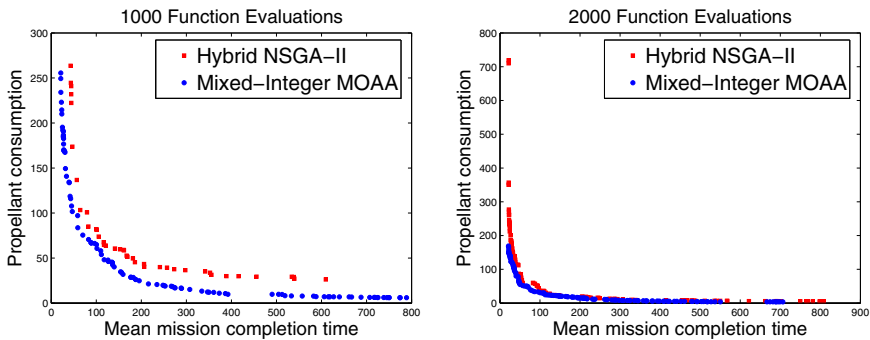 1000 Function Evaluations
300
250
200
150
100
50
0
0 100 200 300 400 500 600 700 800
Propellant consumption
Mean mission completion time
Hybrid NSGA-II
Mixed-Integer MOAA
2000 Function Evaluations
800
700
600
500
400
300
200
100
0
0 100 200 300 400 500 600 700 800 900
Propellant consumption
Mean mission completion time
Hybrid NSGA-II
Mixed-Integer MOAA